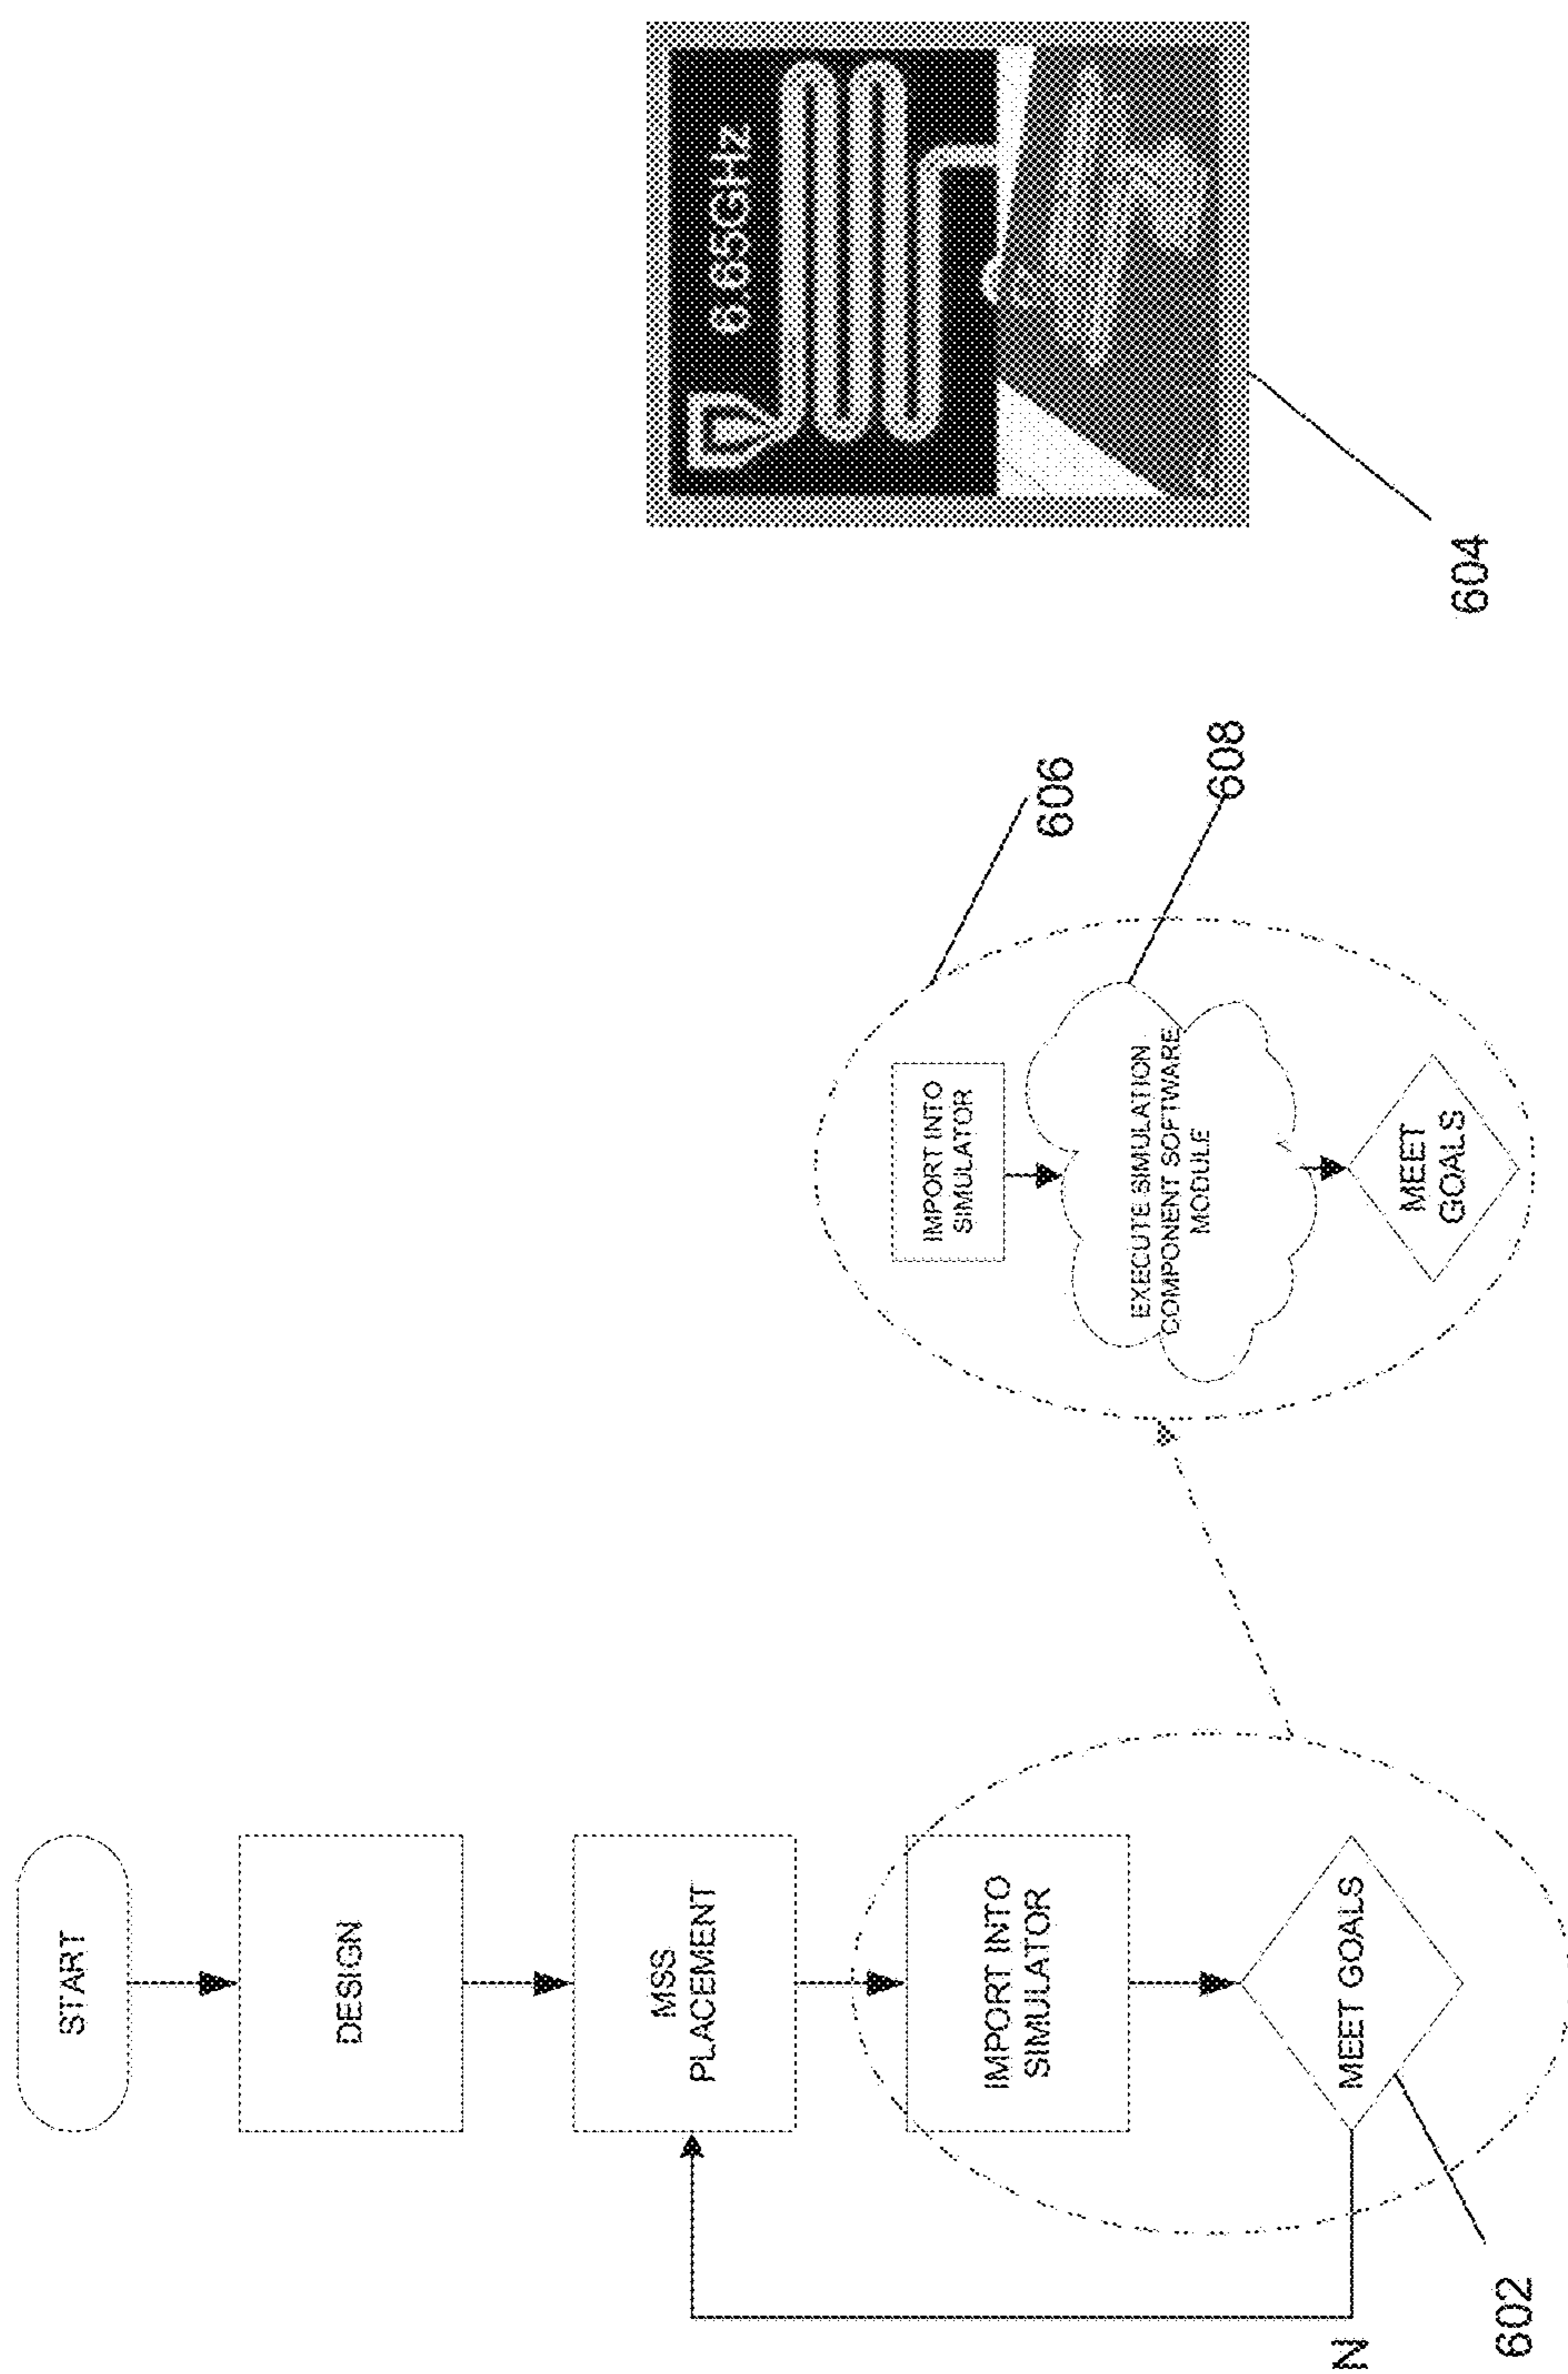 START
DESIGN
MSS
PLACEMENT
IMPORT INTO
SIMULATOR
MEET GOALS
N
602
IMPORT INTO
SIMULATOR
EXECUTE SIMULATION
COMPONENT SOFTWARE
MODULE
MEET
GOALS
606
608
6.65GHz
604